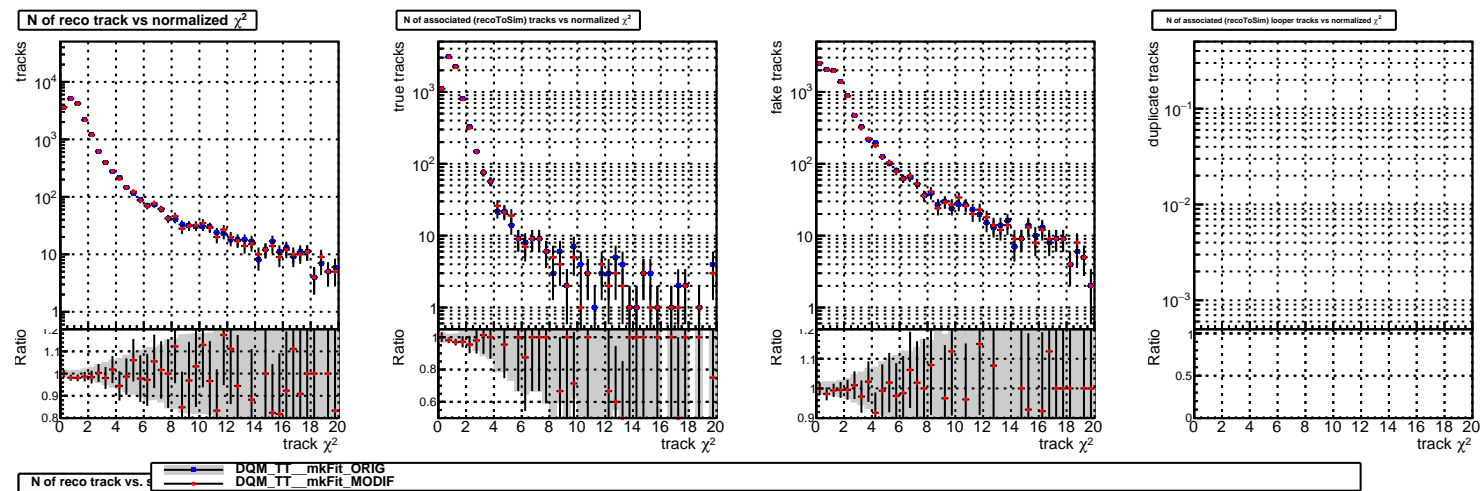 N of reco track vs normalized χ²
N of associated (recoToSim) tracks vs normalized χ²
N of associated (recoToSim) looper tracks vs normalized χ²
tracks
10⁴
10³
10²
10
1
Ratio
1.2
1.1
1
0.9
0.8
0 2 4 6 8 10 12 14 16 18 20
track χ²
true tracks
10³
10²
10
1
Ratio
1
0.8
0.6
0 2 4 6 8 10 12 14 16 18 20
track χ²
fake tracks
10³
10²
10
1
Ratio
1.2
1.1
1
0.9
0 2 4 6 8 10 12 14 16 18 20
track χ²
duplicate tracks
10⁻¹
10⁻²
10⁻³
Ratio
1
0.5
0
0 2 4 6 8 10 12 14 16 18 20
track χ²
N of reco track vs. s
DQM_TT__mkFit_ORIG
DQM_TT__mkFit_MODIF